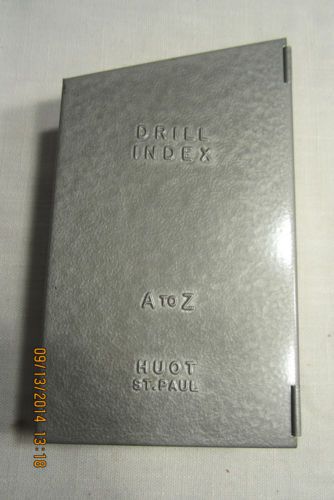 DRILL
INDEX
A TO Z
HUOT
ST. PAUL
09/13/2014 13:18